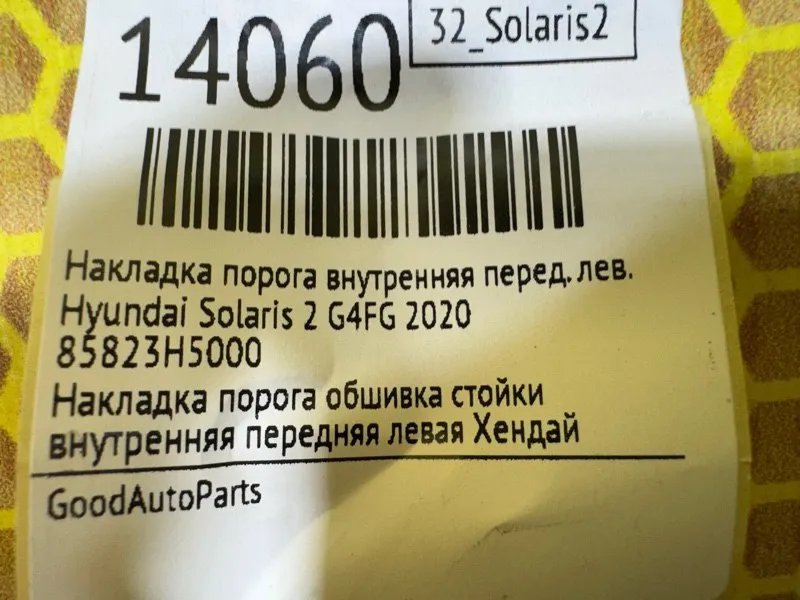 32_Solaris2
14060
Накладка порога внутренняя перед. лев.
Hyundai Solaris 2 G4FG 2020
85823H5000
Накладка порога обшивка стойки
внутренняя передняя левая Хендай
GoodAutoParts